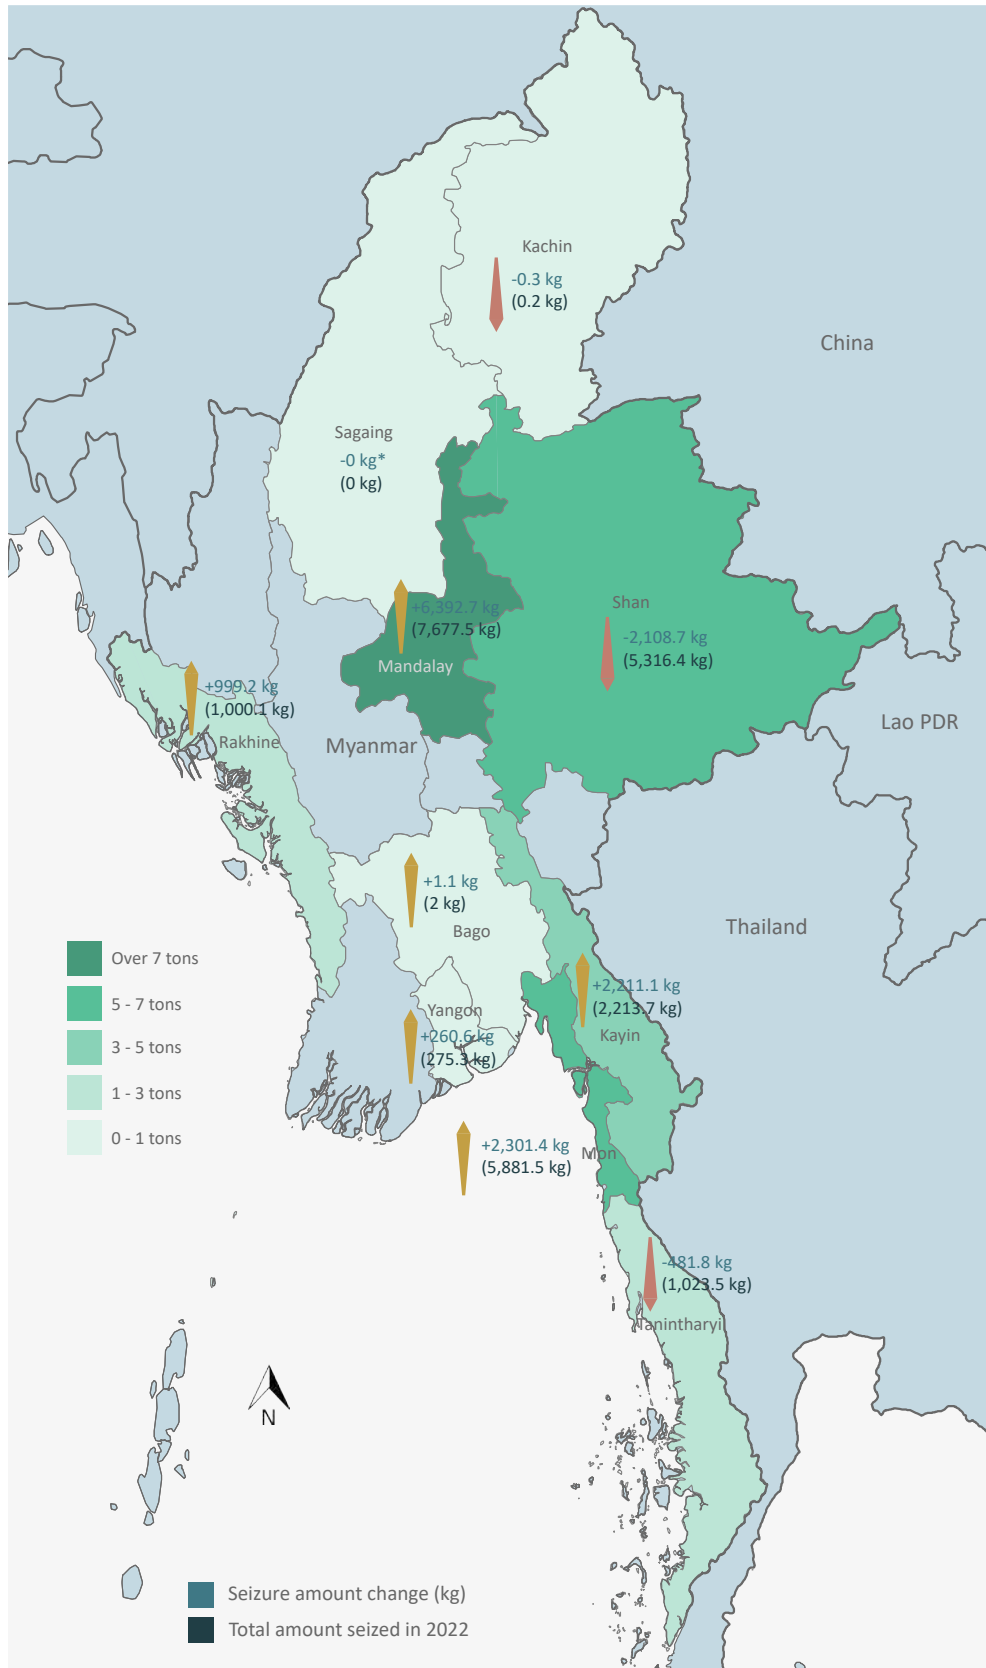 Kachin
-0.3 kg
(0.2 kg)
China
Sagaing
-0 kg*
(0 kg)
+6,392.7 kg
(7,677.5 kg)
Mandalay
Shan
-2,108.7 kg
(5,316.4 kg)
+999.2 kg
(1,000.1 kg)
Rakhine
Myanmar
Lao PDR
+1.1 kg
(2 kg)
Bago
Thailand
Over 7 tons
5 - 7 tons
3 - 5 tons
1 - 3 tons
0 - 1 tons
Yangon
+260.6 kg
(275.3 kg)
+2,211.1 kg
(2,213.7 kg)
Kayin
+2,301.4 kg
(5,881.5 kg)
Mon
-481.8 kg
(1,023.5 kg)
Tanintharyi
N
Seizure amount change (kg)
Total amount seized in 2022